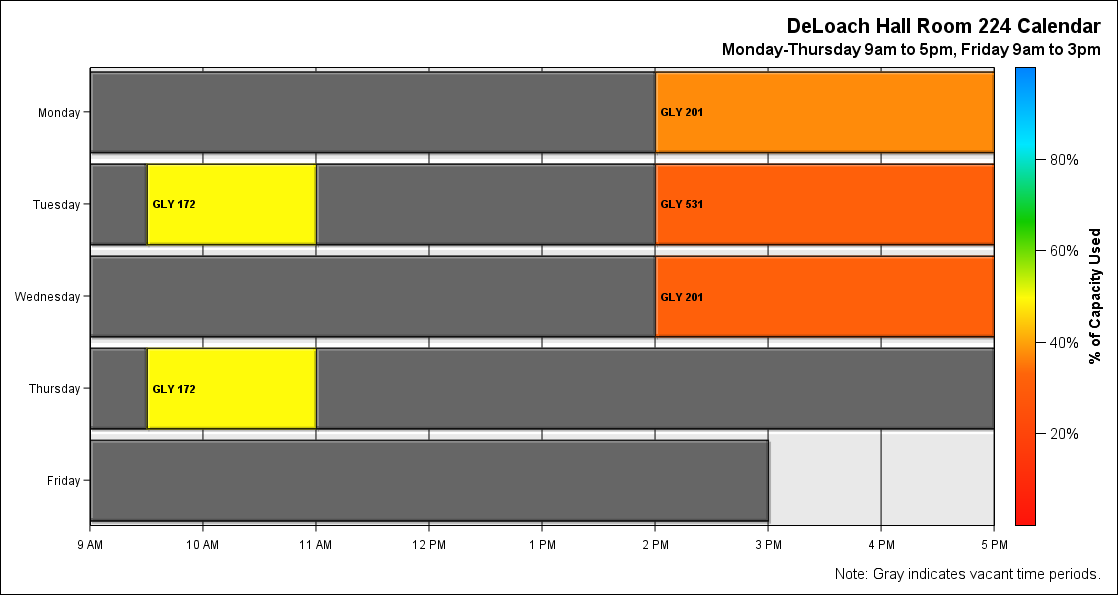 DeLoach Hall Room 224 Calendar
Monday-Thursday 9am to 5pm, Friday 9am to 3pm
Monday
GLY 201
Tuesday
GLY 172
GLY 531
Wednesday
GLY 201
Thursday
GLY 172
Friday
9 AM
10 AM
11 AM
12 PM
1 PM
2 PM
3 PM
4 PM
5 PM
80%
60%
40%
20%
% of Capacity Used
Note: Gray indicates vacant time periods.